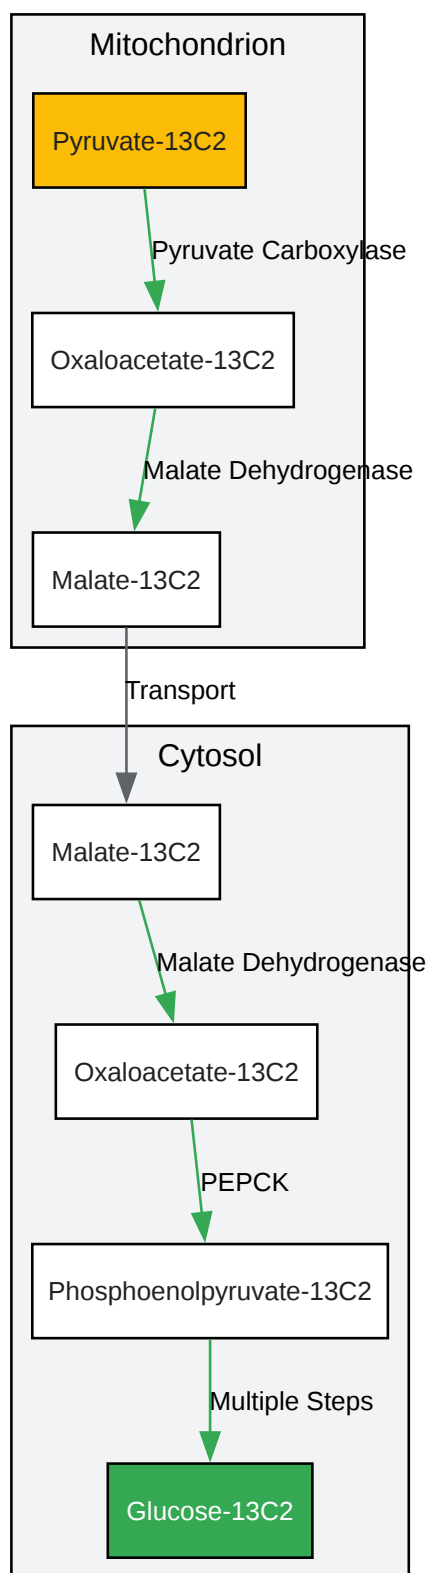 Mitochondrion
Pyruvate-13C2
Pyruvate Carboxylase
Oxaloacetate-13C2
Malate Dehydrogenase
Malate-13C2
Transport
Cytosol
Malate-13C2
Malate Dehydrogenase
Oxaloacetate-13C2
PEPCK
Phosphoenolpyruvate-13C2
Multiple Steps
Glucose-13C2